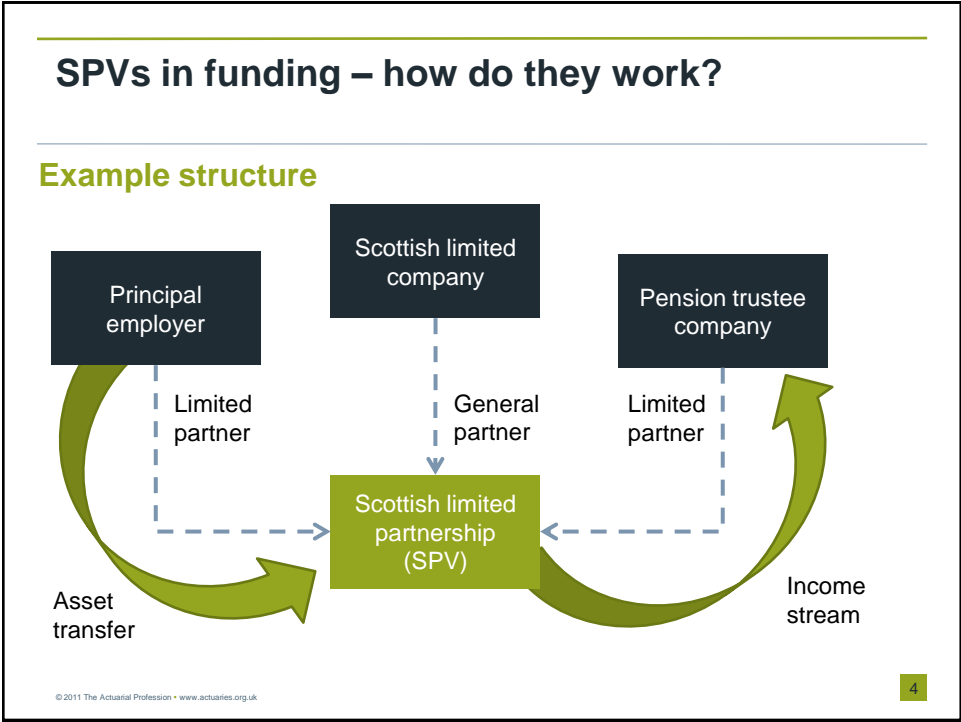 SPVs in funding – how do they work?
Example structure
Principal
employer
Scottish limited
company
Pension trustee
company
Limited
partner
General
partner
Limited
partner
Scottish limited
partnership
(SPV)
Asset
transfer
Income
stream
© 2011 The Actuarial Profession • www.actuaries.org.uk
4